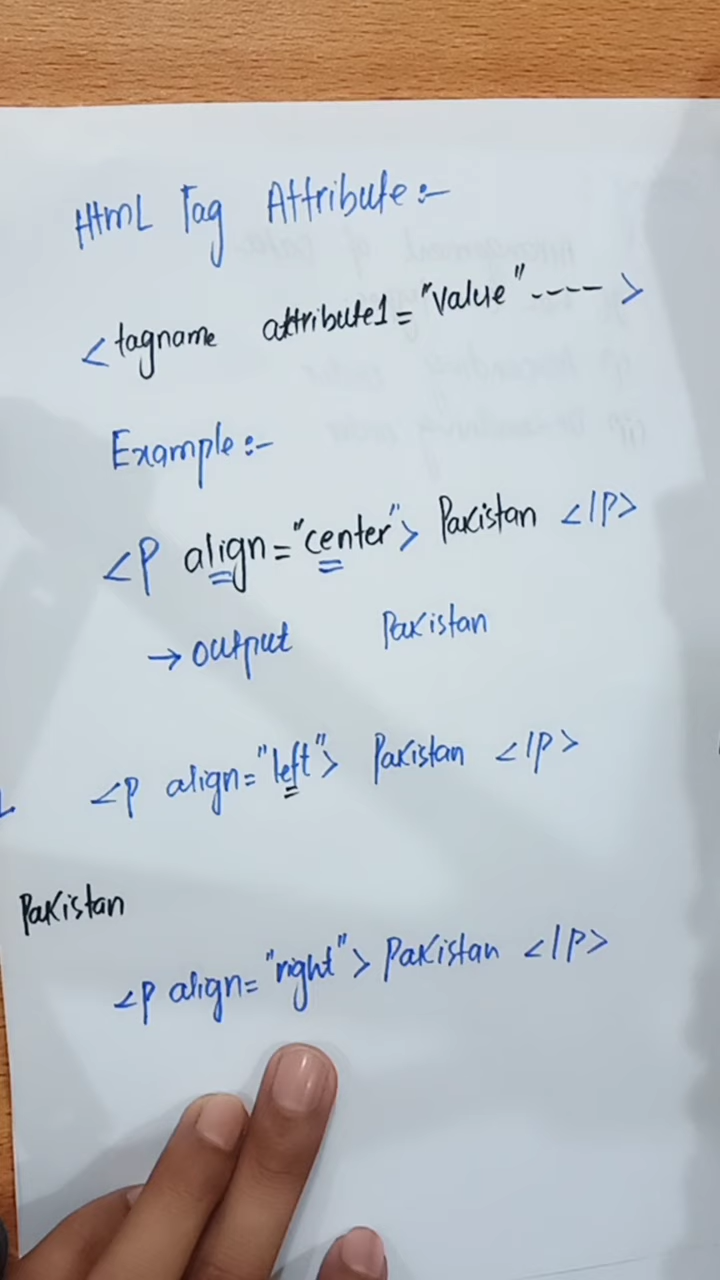 HtmL Tag Attribute:-
<tagname attribute1="value"---->
Example:-
<P align="center"> Pakistan </P>
→ output Pakistan
<P align="left"> Pakistan </P>
Pakistan
<P align="right"> Pakistan </P>